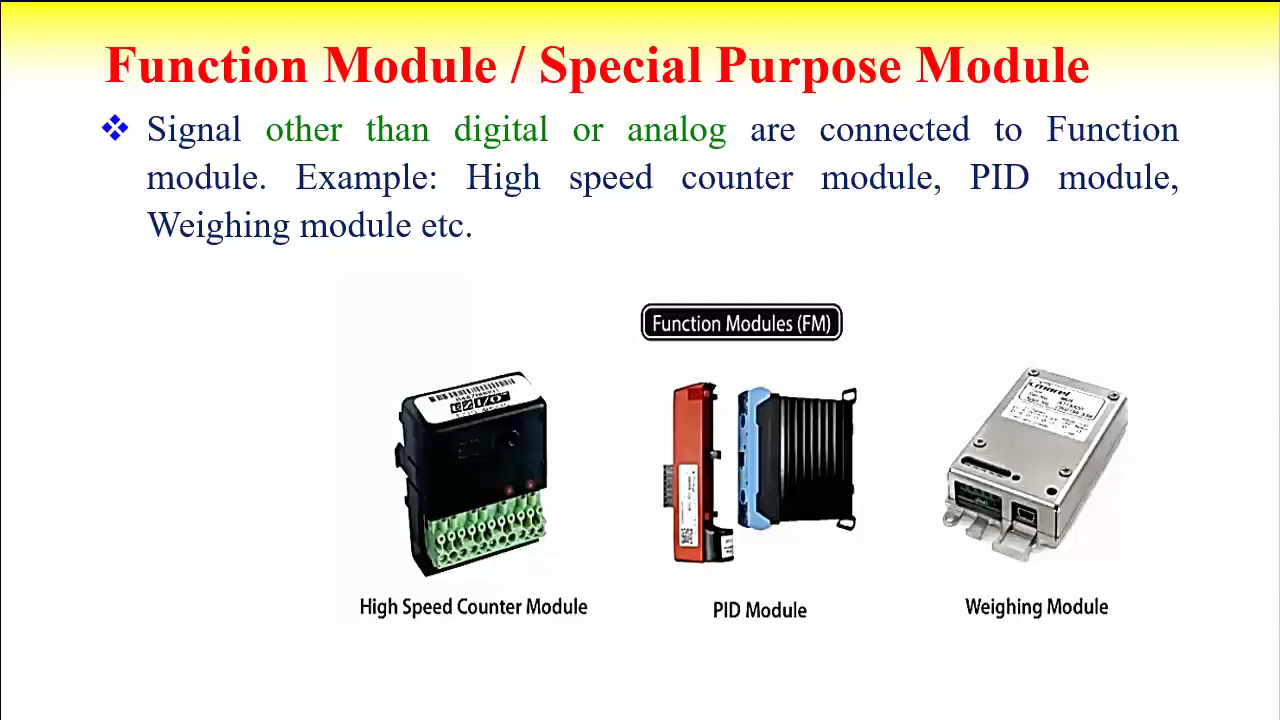 Function Module / Special Purpose Module
Signal other than digital or analog are connected to Function
module. Example: High speed counter module, PID module,
Weighing module etc.
Function Modules (FM)
High Speed Counter Module
PID Module
Weighing Module